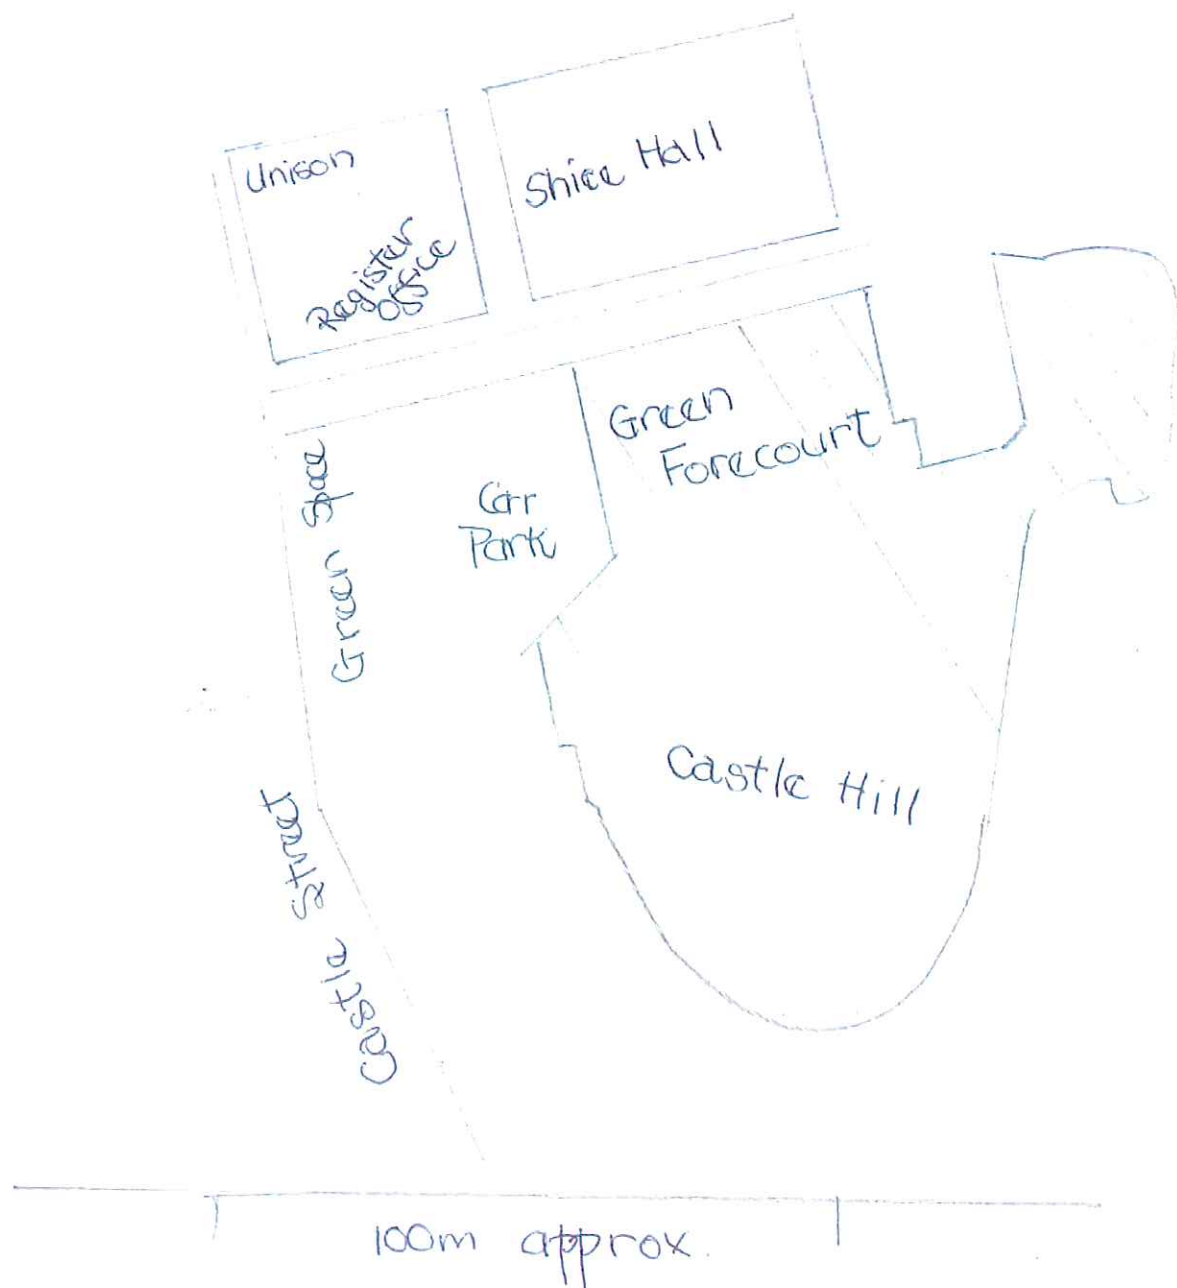 Unison
Register
Office
Shire Hall
Green
Forecourt
Car
Park
Green Space
Castle Hill
Castle Street
100m approx.